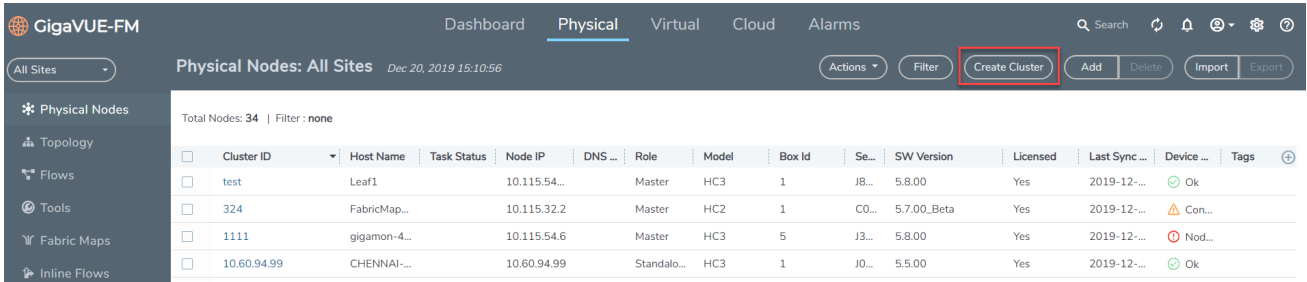 GigaVUE-FM Dashboard Physical Virtual Cloud Alarms Search
All Sites Physical Nodes: All Sites Dec 20, 2019 15:10:56 Actions Filter Create Cluster Add Delete Import Export
Physical Nodes
Total Nodes: 34 | Filter : none
Topology
Cluster ID Host Name Task Status Node IP DNS ... Role Model Box Id Se... SW Version Licensed Last Sync ... Device ... Tags
Flows
test Leaf1 10.115.54... Master HC3 1 J8... 5.8.00 Yes 2019-12-... Ok
Tools
324 FabricMap... 10.115.32.2 Master HC2 1 C0... 5.7.00_Beta Yes 2019-12-... Con...
Fabric Maps
1111 gigamon-4... 10.115.54.6 Master HC3 5 J3... 5.8.00 Yes 2019-12-... Nod...
Inline Flows
10.60.94.99 CHENNAI-... 10.60.94.99 Standalo... HC3 1 J0... 5.5.00 Yes 2019-12-... Ok